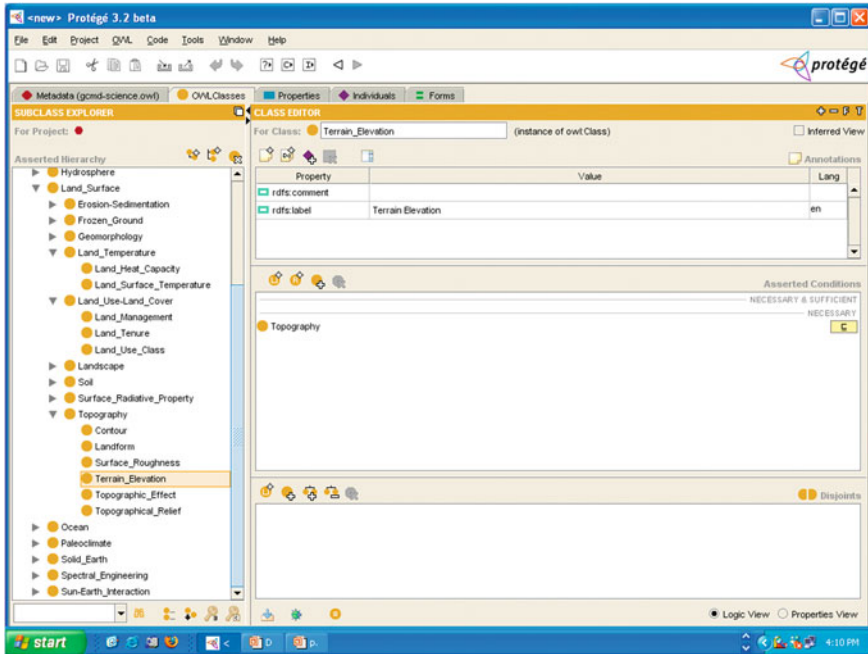 <new> Protégé 3.2 beta
File Edit Project OWL Code Tools Window Help
protégé
Metadata (gcmd-science.owl) OWLClasses Properties Individuals Forms
SUBCLASS EXPLORER
For Project:
Asserted Hierarchy
Hydrosphere
Land_Surface
Erosion-Sedimentation
Frozen_Ground
Geomorphology
Land_Temperature
Land_Heat_Capacity
Land_Surface_Temperature
Land_Use-Land_Cover
Land_Management
Land_Tenure
Land_Use_Class
Landscape
Soil
Surface_Radiative_Property
Topography
Contour
Landform
Surface_Roughness
Terrain_Elevation
Topographic_Effect
Topographical_Relief
Ocean
Paleoclimate
Solid_Earth
Spectral_Engineering
Sun-Earth_Interaction
CLASS EDITOR
For Class: Terrain_Elevation (instance of owl:Class) Inferred View
Annotations
Property Value Lang
rdfs:comment
rdfs:label Terrain Elevation en
Asserted Conditions
NECESSARY & SUFFICIENT
NECESSARY
Topography
Disjoints
Logic View Properties View
start < D p. 4:10 PM